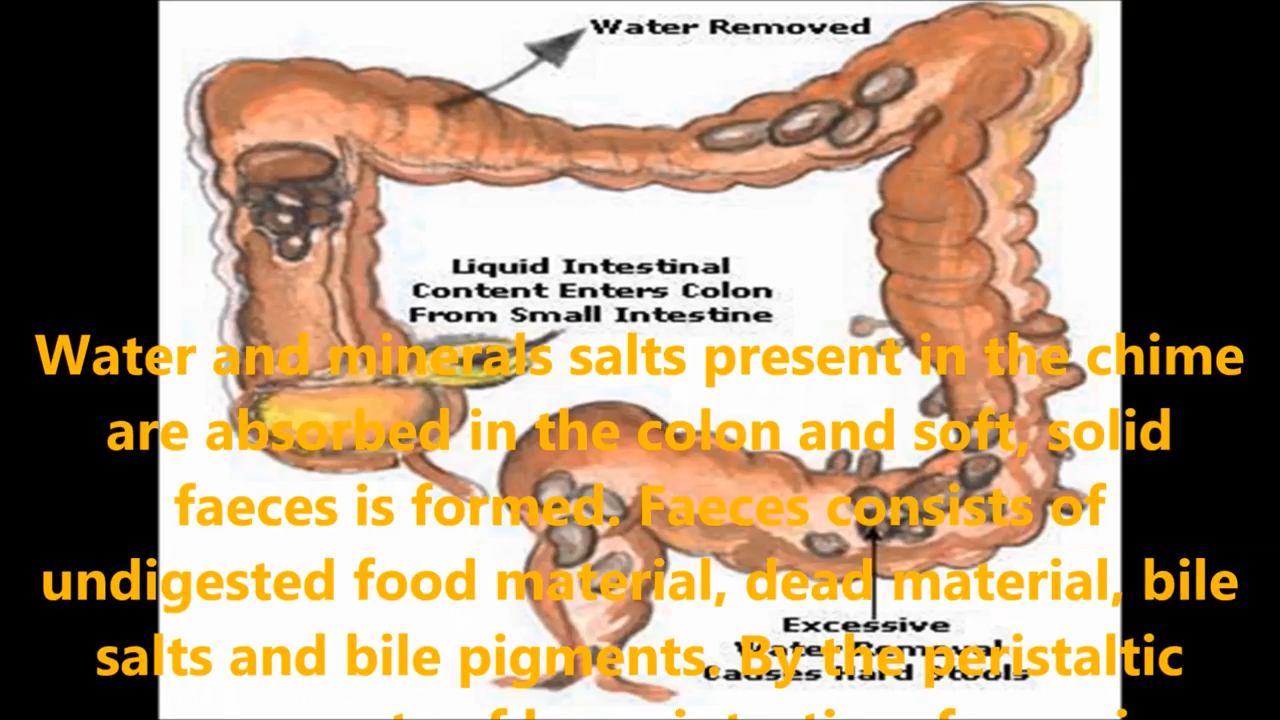 Water Removed
Liquid Intestinal
Content Enters Colon
From Small Intestine
Water and minerals salts present in the chime
are absorbed in the colon and soft, solid
faeces is formed. Faeces consists of
undigested food material, dead material, bile
salts and bile pigments. By the peristaltic
Excessive
Water Removal
Causes Hard Stools